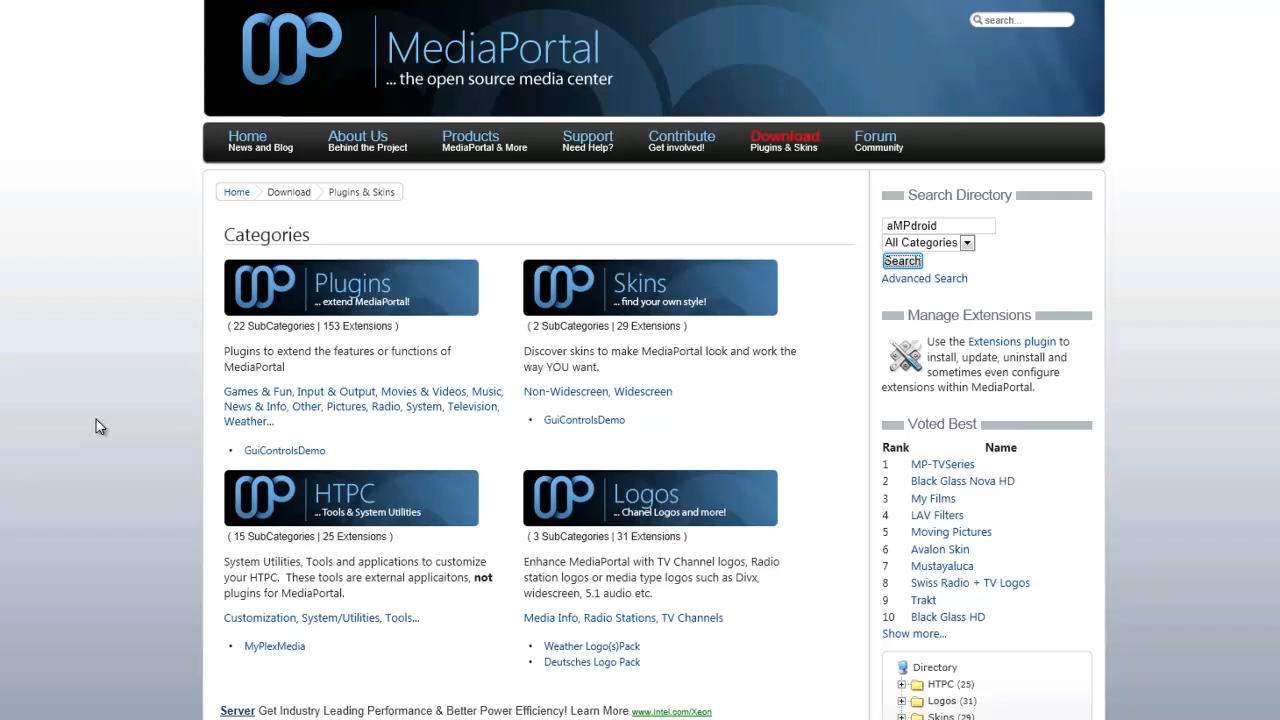 MediaPortal
... the open source media center
search...
Home
News and Blog
About Us
Behind the Project
Products
MediaPortal & More
Support
Need Help?
Contribute
Get involved!
Download
Plugins & Skins
Forum
Community
Home Download Plugins & Skins
Categories
Plugins
... extend MediaPortal!
( 22 SubCategories | 153 Extensions )
Plugins to extend the features or functions of
MediaPortal
Games & Fun, Input & Output, Movies & Videos, Music,
News & Info, Other, Pictures, Radio, System, Television,
Weather...
• GuiControlsDemo
Skins
... find your own style!
( 2 SubCategories | 29 Extensions )
Discover skins to make MediaPortal look and work the
way YOU want.
Non-Widescreen, Widescreen
• GuiControlsDemo
HTPC
... Tools & System Utilities
( 15 SubCategories | 25 Extensions )
System Utilities, Tools and applications to customize
your HTPC. These tools are external applicaitons, not
plugins for MediaPortal.
Customization, System/Utilities, Tools...
• MyPlexMedia
Logos
... Chanel Logos and more!
( 3 SubCategories | 31 Extensions )
Enhance MediaPortal with TV Channel logos, Radio
station logos or media type logos such as Divx,
widescreen, 5.1 audio etc.
Media Info, Radio Stations, TV Channels
• Weather Logo(s)Pack
• Deutsches Logo Pack
Server Get Industry Leading Performance & Better Power Efficiency! Learn More www.Intel.com/Xeon
Search Directory
aMPdroid
All Categories
Search
Advanced Search
Manage Extensions
Use the Extensions plugin to
install, update, uninstall and
sometimes even configure
extensions within MediaPortal.
Voted Best
Rank Name
1 MP-TVSeries
2 Black Glass Nova HD
3 My Films
4 LAV Filters
5 Moving Pictures
6 Avalon Skin
7 Mustayaluca
8 Swiss Radio + TV Logos
9 Trakt
10 Black Glass HD
Show more...
Directory
HTPC (25)
Logos (31)
Skins (29)